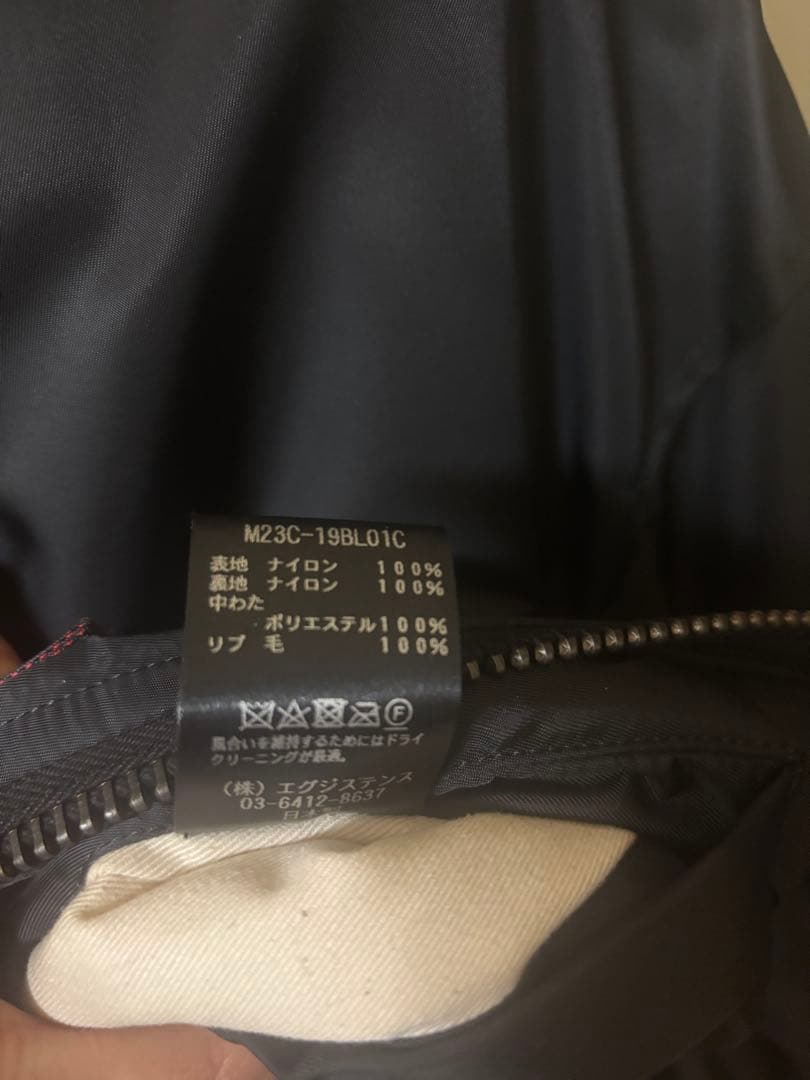 M23C-19BL01C
表地 ナイロン 100%
裏地 ナイロン 100%
中わた
ポリエステル100%
リブ 毛 100%
F
風合いを維持するためにはドライ
クリーニングが最適。
(株)エグジステンス
03-6412-8637